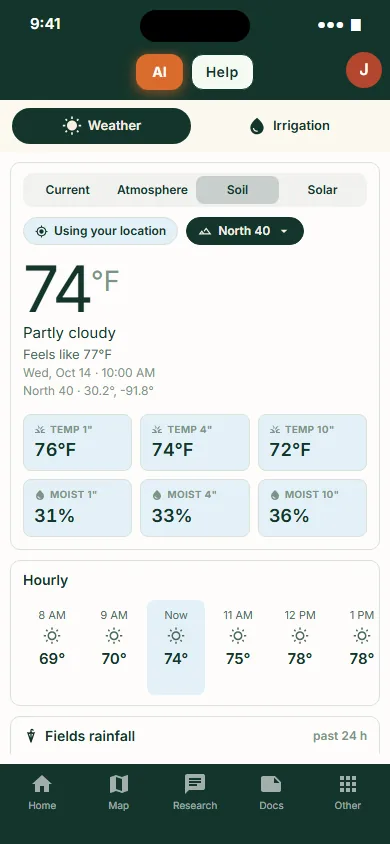 9:41
AI
Help
J
Weather
Irrigation
Current
Atmosphere
Soil
Solar
Using your location
North 40
74°F
Partly cloudy
Feels like 77°F
Wed, Oct 14 · 10:00 AM
North 40 · 30.2°, -91.8°
TEMP 1"
TEMP 4"
TEMP 10"
76°F
74°F
72°F
MOIST 1"
MOIST 4"
MOIST 10"
31%
33%
36%
Hourly
8 AM
9 AM
Now
11 AM
12 PM
1 PM
69°
70°
74°
75°
78°
78°
Fields rainfall
past 24 h
Home
Map
Research
Docs
Other